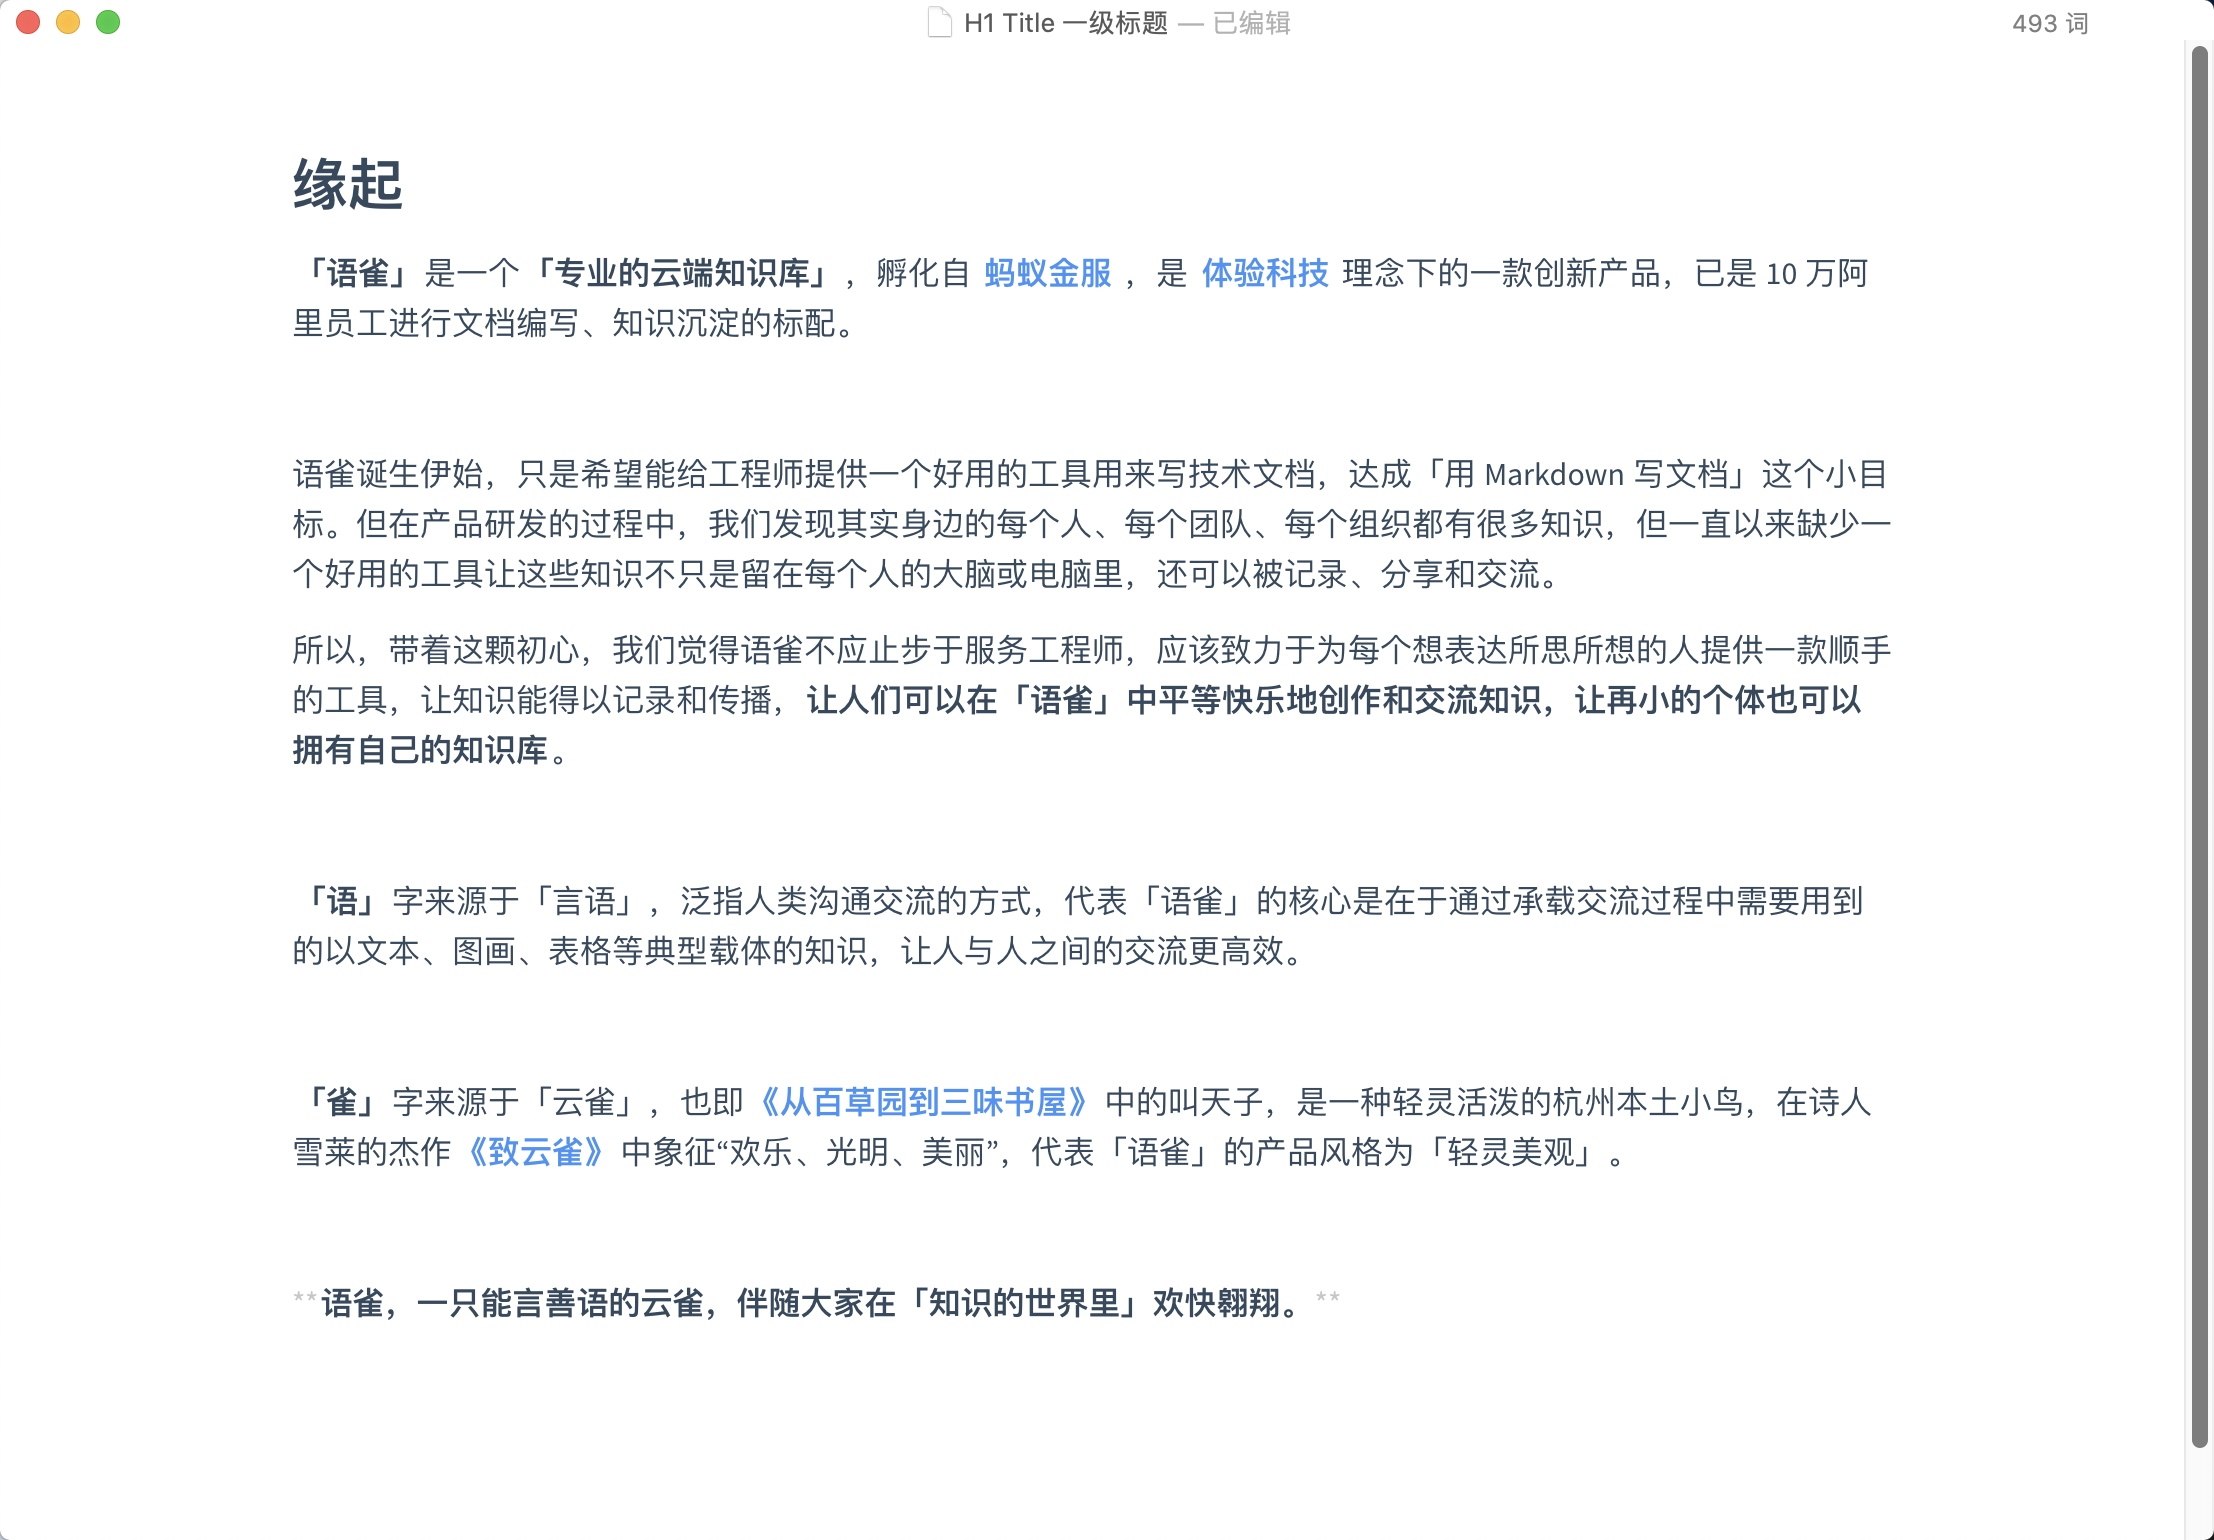 H1 Title 一级标题 — 已编辑
493 词
缘起
「语雀」是一个「专业的云端知识库」，孵化自 蚂蚁金服 ，是 体验科技 理念下的一款创新产品，已是 10 万阿
里员工进行文档编写、知识沉淀的标配。
语雀诞生伊始，只是希望能给工程师提供一个好用的工具用来写技术文档，达成「用 Markdown 写文档」这个小目
标。但在产品研发的过程中，我们发现其实身边的每个人、每个团队、每个组织都有很多知识，但一直以来缺少一
个好用的工具让这些知识不只是留在每个人的大脑或电脑里，还可以被记录、分享和交流。
所以，带着这颗初心，我们觉得语雀不应止步于服务工程师，应该致力于为每个想表达所思所想的人提供一款顺手
的工具，让知识能得以记录和传播，让人们可以在「语雀」中平等快乐地创作和交流知识，让再小的个体也可以
拥有自己的知识库。
「语」字来源于「言语」，泛指人类沟通交流的方式，代表「语雀」的核心是在于通过承载交流过程中需要用到
的以文本、图画、表格等典型载体的知识，让人与人之间的交流更高效。
「雀」字来源于「云雀」，也即《从百草园到三味书屋》中的叫天子，是一种轻灵活泼的杭州本土小鸟，在诗人
雪莱的杰作《致云雀》中象征“欢乐、光明、美丽”，代表「语雀」的产品风格为「轻灵美观」。
**语雀，一只能言善语的云雀，伴随大家在「知识的世界里」欢快翱翔。**